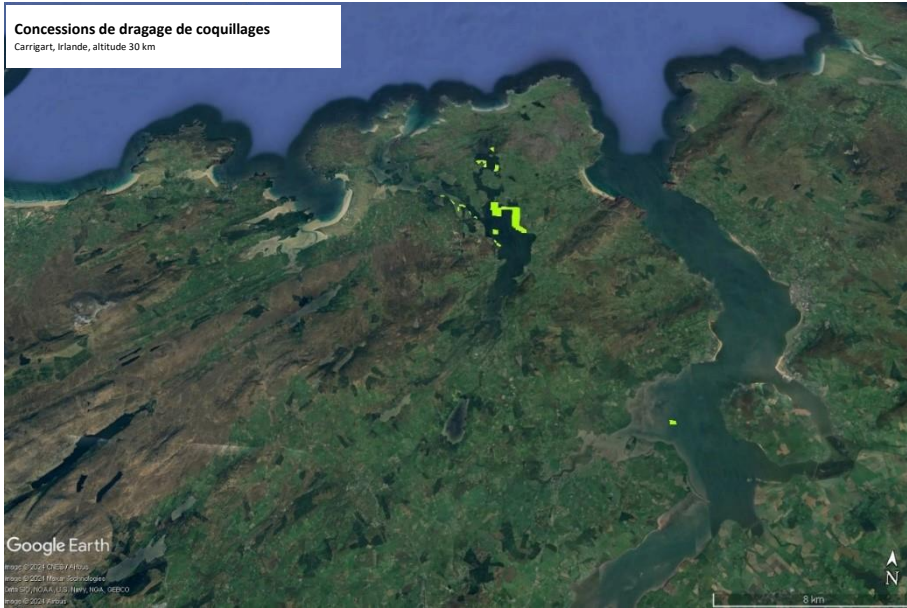 Concessions de dragage de coquillages
Carrigart, Irlande, altitude 30 km
Google Earth
Image © 2024 CNES / Airbus
Image © 2024 Maxar Technologies
Data SIO, NOAA, U.S. Navy, NGA, GEBCO
Image © 2024 Airbus
N
8 km